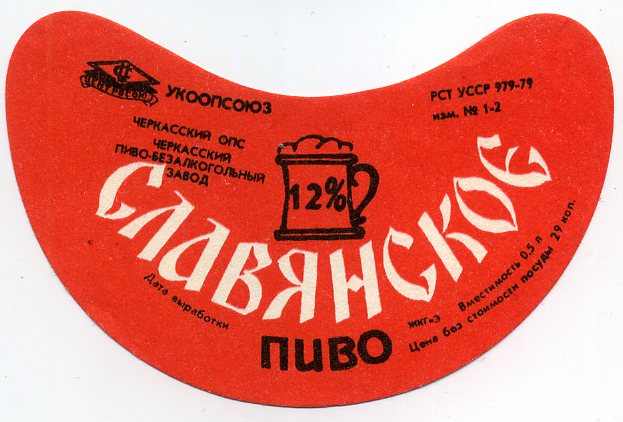 УКООПСОЮЗ
ЧЕРКАССКИЙ ОПС
ЧЕРКАССКИЙ
ПИВО-БЕЗАЛКОГОЛЬНЫЙ
ЗАВОД
РСТ УССР 979-79
изм. № 1-2
12%
СЛАВЯНСКОЕ
ПИВО
Дата выработки
жкг-э Вместимость 0,5 л
Цена без стоимости посуды 29 коп.